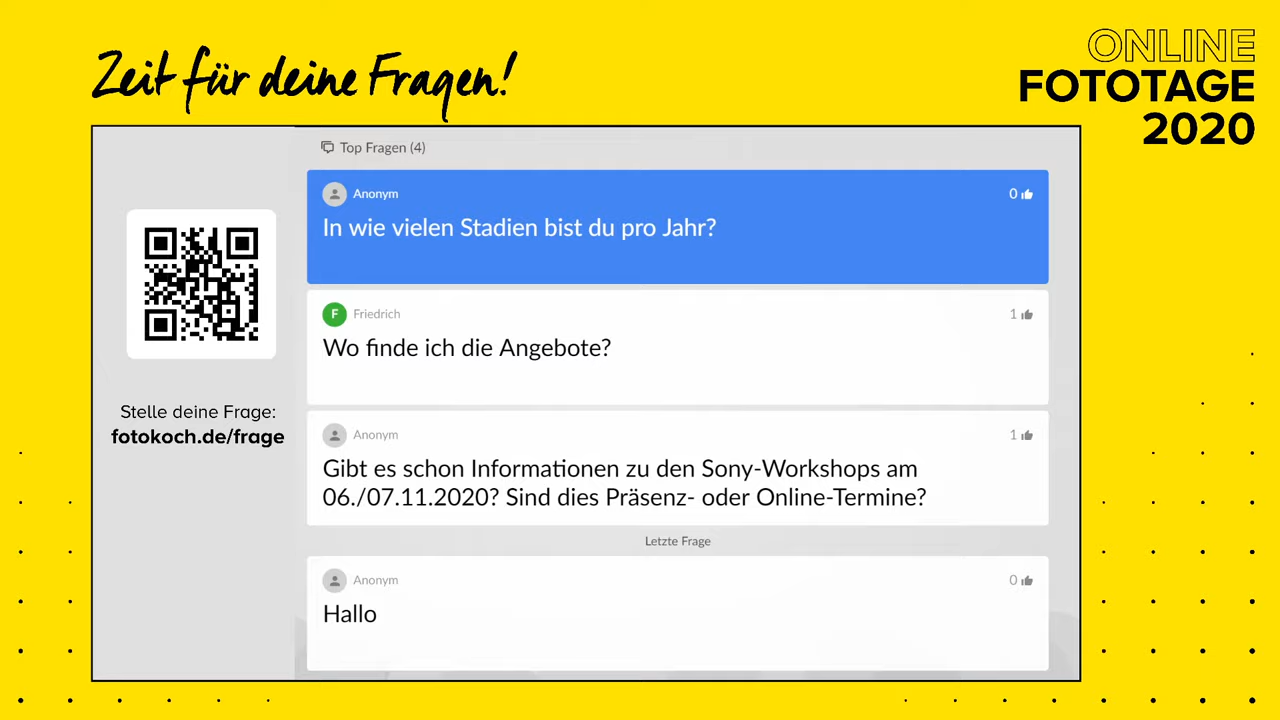 Zeit für deine Fragen!
ONLINE
FOTOTAGE
2020
Top Fragen (4)
Anonym
0
In wie vielen Stadien bist du pro Jahr?
F
Friedrich
1
Wo finde ich die Angebote?
Anonym
1
Gibt es schon Informationen zu den Sony-Workshops am
06./07.11.2020? Sind dies Präsenz- oder Online-Termine?
Letzte Frage
Anonym
0
Hallo
Stelle deine Frage:
fotokoch.de/frage